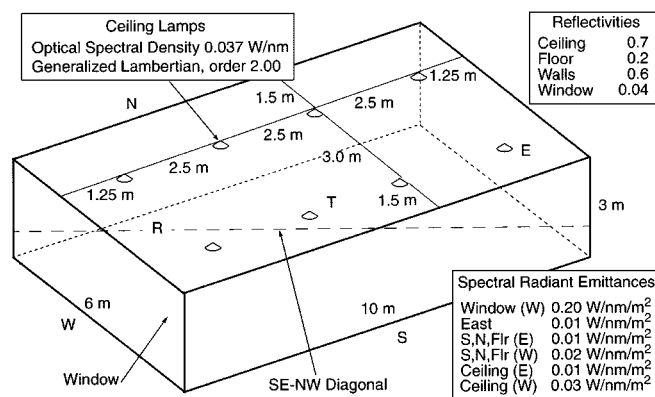 Ceiling Lamps
Optical Spectral Density 0.037 W/nm
Generalized Lambertian, order 2.00
Reflectivities
Ceiling 0.7
Floor 0.2
Walls 0.6
Window 0.04
N
1.5 m
1.25 m
2.5 m
2.5 m
2.5 m
3.0 m
E
1.25 m
T
1.5 m
R
3 m
6 m
10 m
W
S
Window
SE-NW Diagonal
Spectral Radiant Emittances
Window (W) 0.20 W/nm/m²
East 0.01 W/nm/m²
S,N,Flr (E) 0.01 W/nm/m²
S,N,Flr (W) 0.02 W/nm/m²
Ceiling (E) 0.01 W/nm/m²
Ceiling (W) 0.03 W/nm/m²